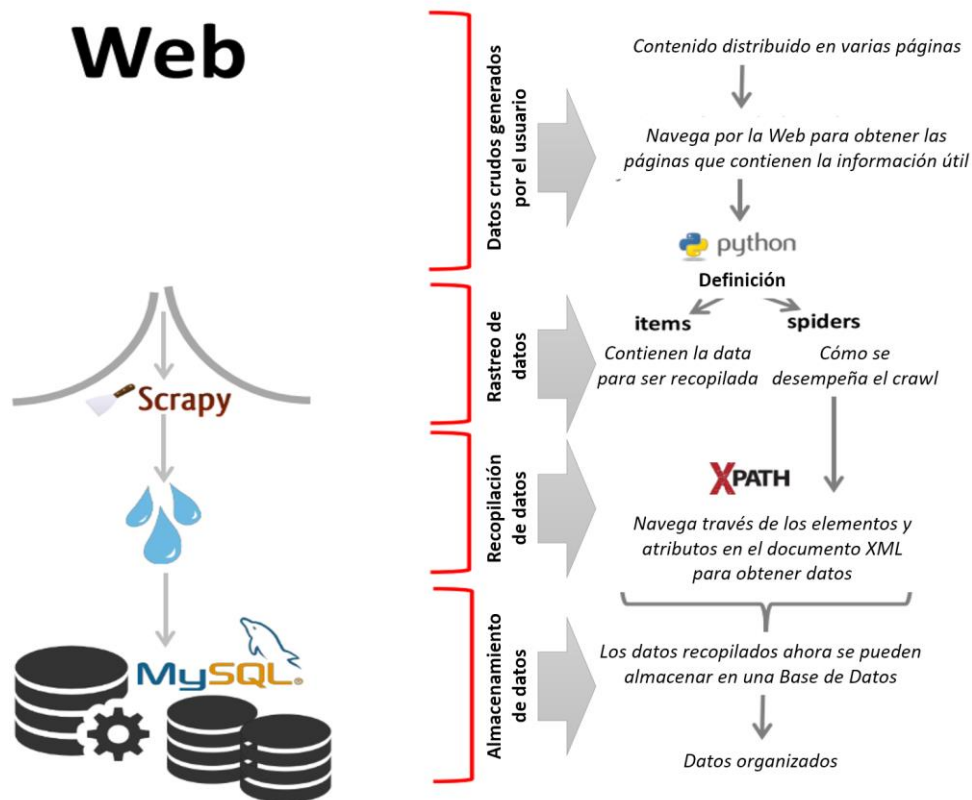 Web
Datos crudos generados
por el usuario
Contenido distribuido en varias páginas
Navega por la Web para obtener las
páginas que contienen la información útil
python
Definición
Scrapy
Rastreo de
datos
items
spiders
Contienen la data
para ser recopilada
Cómo se
desempeña el crawl
Recopilación
de datos
XPATH
Navega través de los elementos y
atributos en el documento XML
para obtener datos
MySQL®
Almacenamiento
de datos
Los datos recopilados ahora se pueden
almacenar en una Base de Datos
Datos organizados